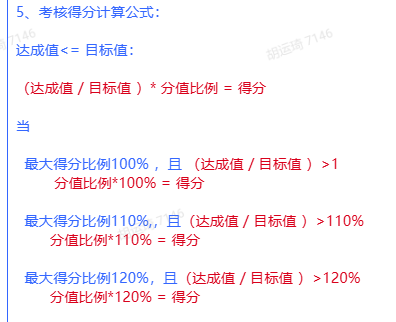 5、考核得分计算公式：
达成值<= 目标值：
（达成值 / 目标值 ）* 分值比例 = 得分
当
最大得分比例100% ，且 （达成值 / 目标值 ）>1
分值比例*100% = 得分
最大得分比例110%,，且（达成值 / 目标值 ）>110%
分值比例*110% = 得分
最大得分比例120%，且（达成值 / 目标值 ）>120%
分值比例*120% = 得分
胡运琦 7146
7146